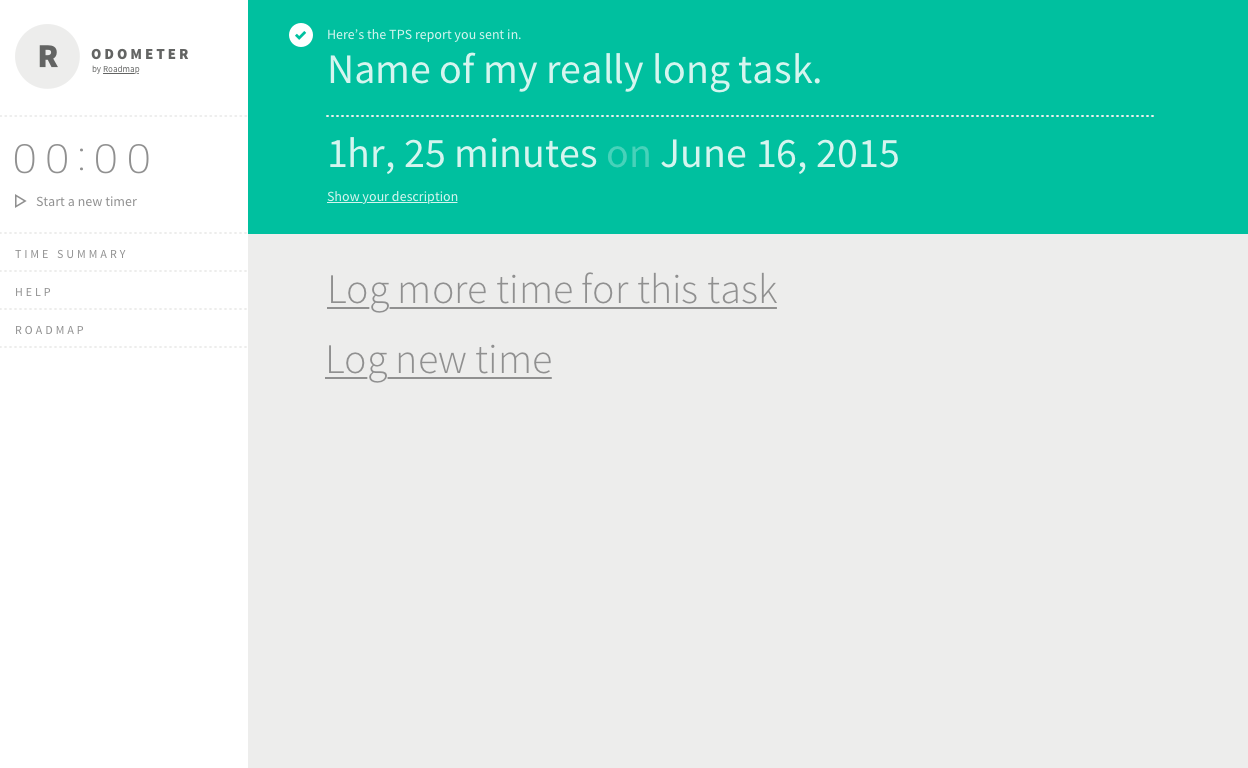 R
ODOMETER
by Roadmap
00:00
Start a new timer
TIME SUMMARY
HELP
ROADMAP
Here's the TPS report you sent in.
Name of my really long task.
1hr, 25 minutes on June 16, 2015
Show your description
Log more time for this task
Log new time